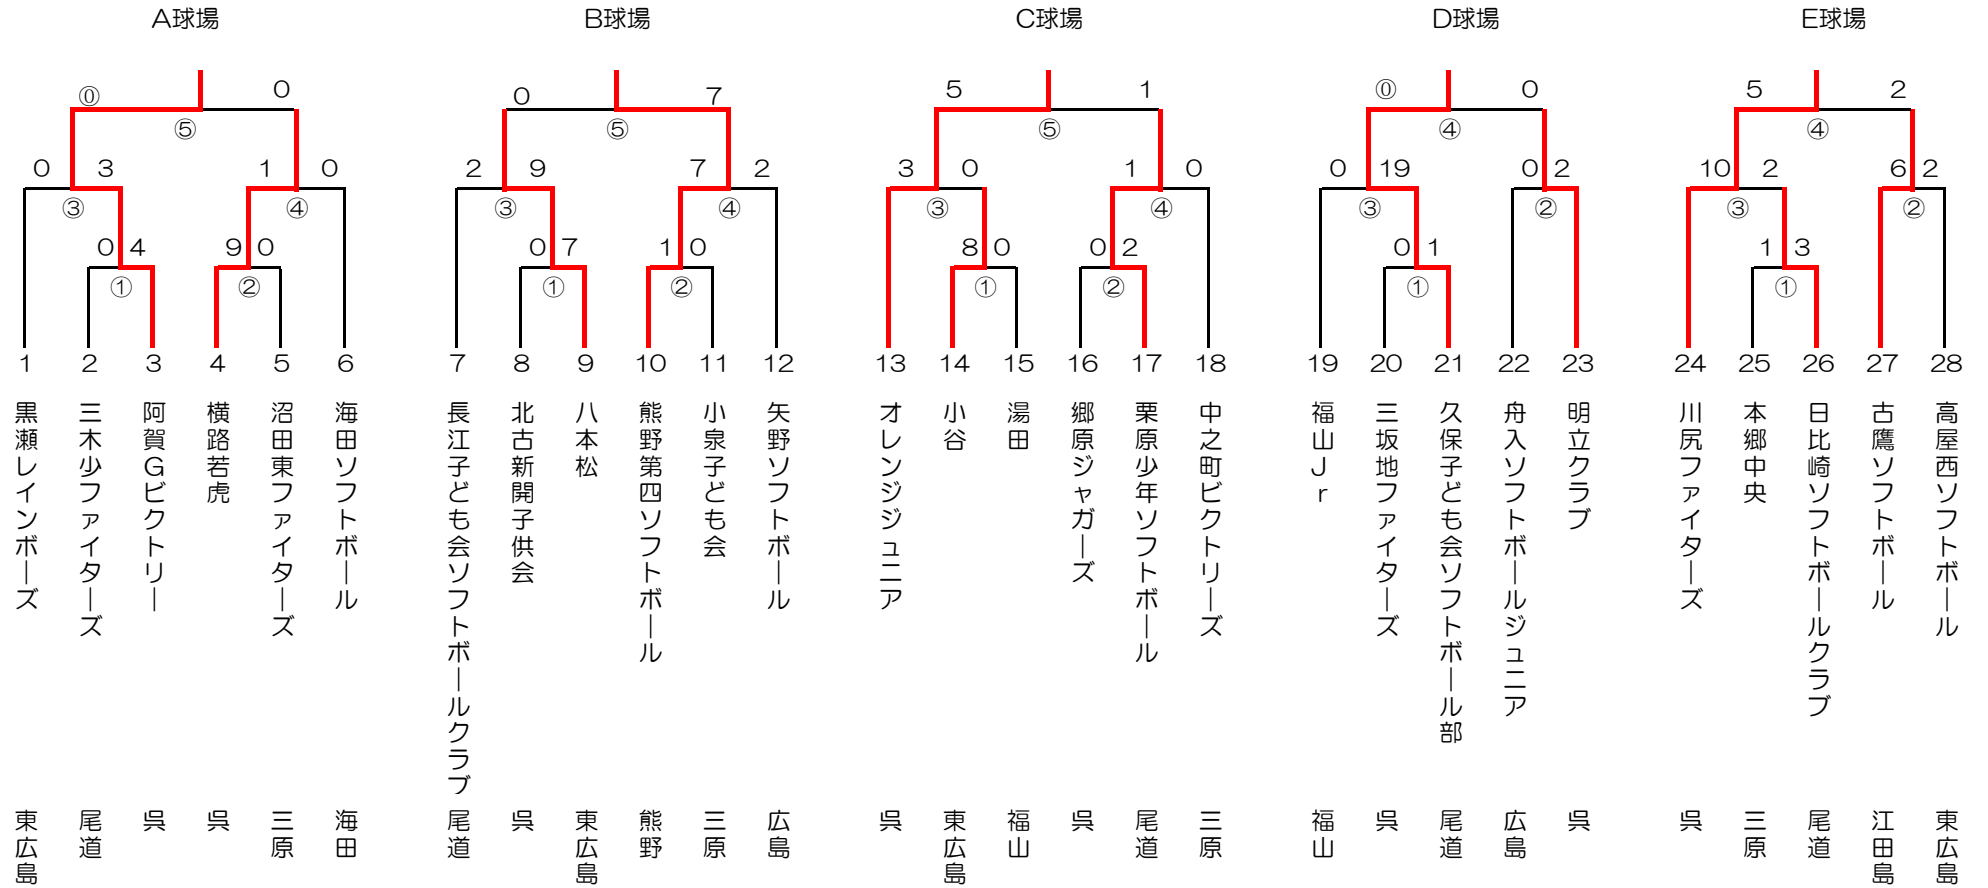 A球場
B球場
C球場
D球場
E球場
⓪ 0
0 7
5 1
⓪ 0
5 2
⑤
⑤
⑤
④
④
0 3 1 0
2 9 7 2
3 0 1 0
0 19 0 2
10 2 6 2
③ ④
③ ④
③ ④
③ ②
③ ②
0 4 9 0
0 7 1 0
8 0 0 2
0 1
1 3
① ②
① ②
① ②
①
①
1 2 3 4 5 6
7 8 9 10 11 12
13 14 15 16 17 18
19 20 21 22 23
24 25 26 27 28
黒瀬レインボーズ
三木少ファイターズ
阿賀Gビクトリー
横路若虎
沼田東ファイターズ
海田ソフトボール
長江子ども会ソフトボールクラブ
北古新開子供会
八本松
熊野第四ソフトボール
小泉子ども会
矢野ソフトボール
オレンジジュニア
小谷
湯田
郷原ジャガーズ
栗原少年ソフトボール
中之町ビクトリーズ
福山Jr
三坂地ファイターズ
久保子ども会ソフトボール部
舟入ソフトボールジュニア
明立クラブ
川尻ファイターズ
本郷中央
日比崎ソフトボールクラブ
古鷹ソフトボール
高屋西ソフトボール
東広島
尾道
呉
呉
三原
海田
尾道
呉
東広島
熊野
三原
広島
呉
東広島
福山
呉
尾道
三原
福山
呉
尾道
広島
呉
呉
三原
尾道
江田島
東広島